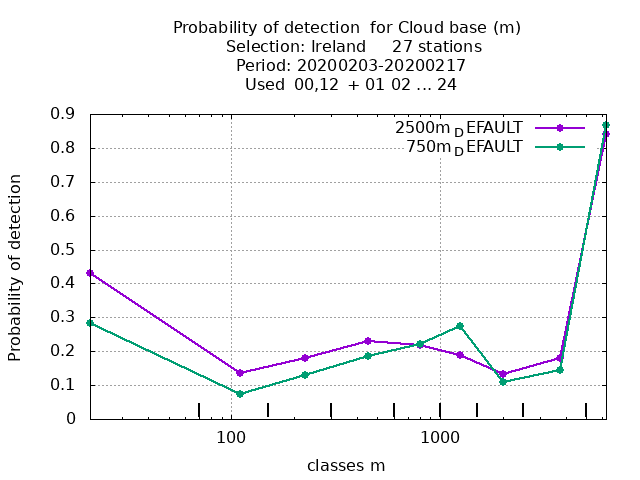 Probability of detection for Cloud base (m)
Selection: Ireland 27 stations
Period: 20200203-20200217
Used 00,12 + 01 02 ... 24
0.9
0.8
0.7
0.6
0.5
0.4
0.3
0.2
0.1
0
Probability of detection
2500m_DEFAULT
750m_DEFAULT
100
1000
classes m